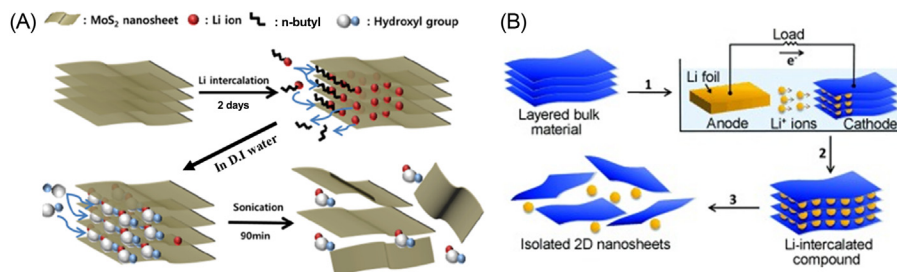 (A)
: MoS₂ nanosheet
: Li ion
: n-butyl
: Hydroxyl group
Li intercalation
2 days
In D.I water
Sonication
90min
(B)
Load
e⁻
Li foil
1
Layered bulk
material
Anode
Li⁺ ions
Cathode
2
3
Isolated 2D nanosheets
Li-intercalated
compound